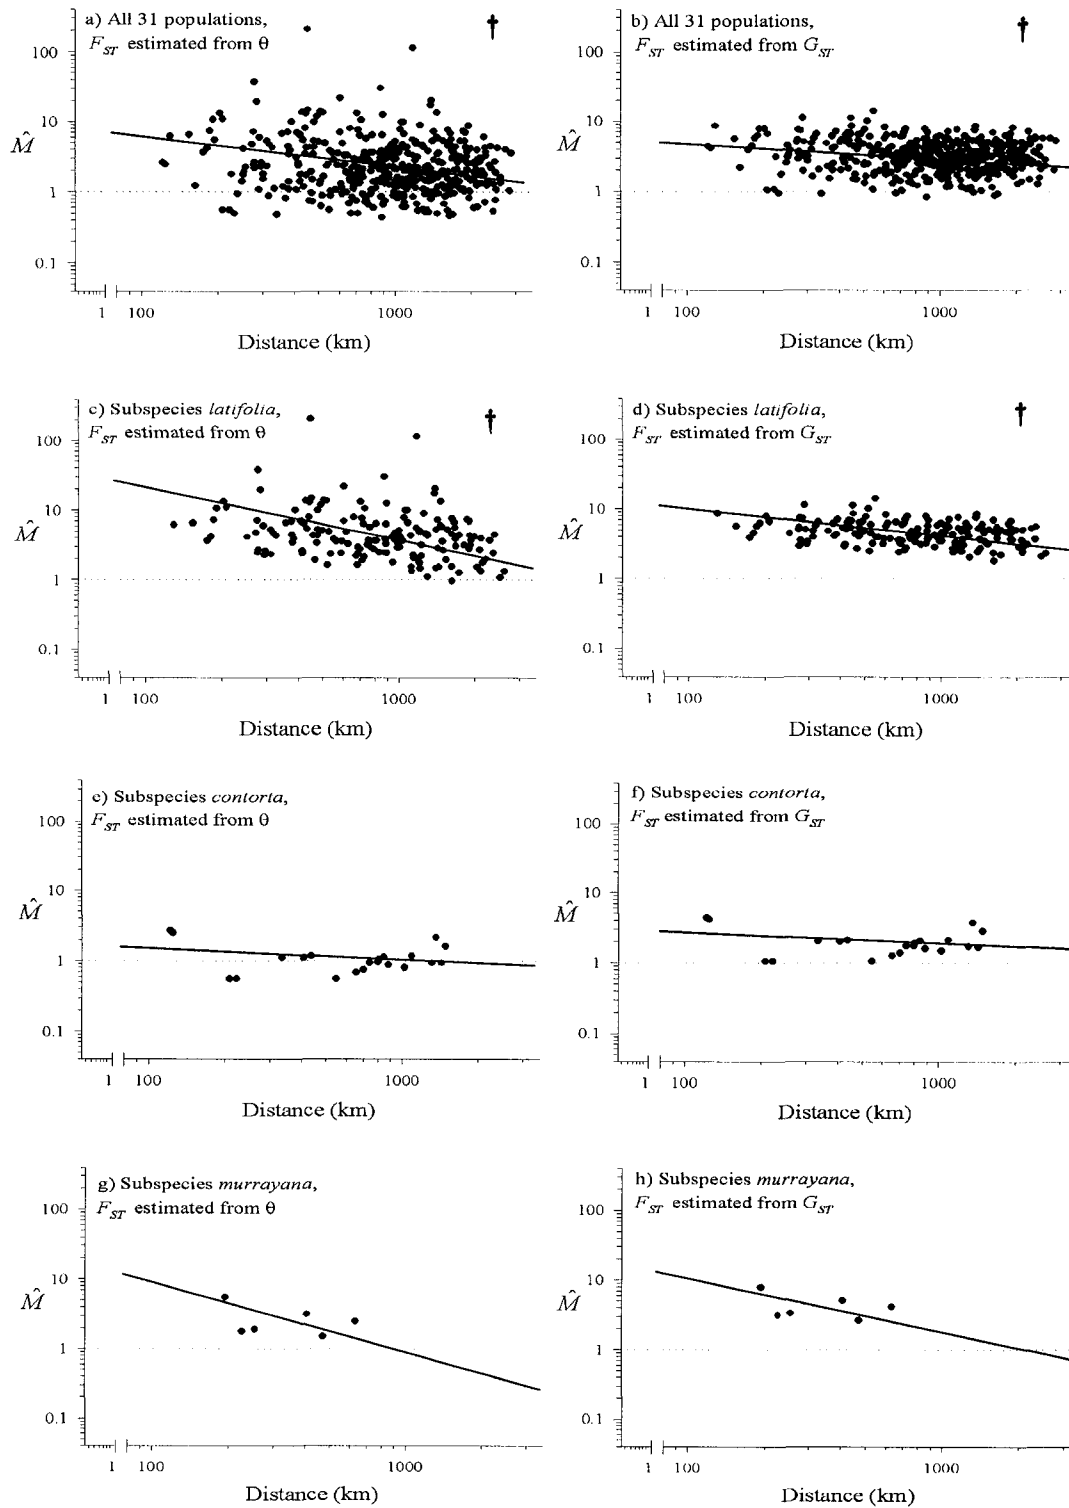 a) All 31 populations,
F_ST estimated from θ
†
100
10
M̂
1
0.1
1 100 1000
Distance (km)
b) All 31 populations,
F_ST estimated from G_ST
†
100
10
M̂
1
0.1
1 100 1000
Distance (km)
c) Subspecies latifolia,
F_ST estimated from θ
†
100
10
M̂
1
0.1
1 100 1000
Distance (km)
d) Subspecies latifolia,
F_ST estimated from G_ST
†
100
10
M̂
1
0.1
1 100 1000
Distance (km)
e) Subspecies contorta,
F_ST estimated from θ
100
10
M̂
1
0.1
1 100 1000
Distance (km)
f) Subspecies contorta,
F_ST estimated from G_ST
100
10
M̂
1
0.1
1 100 1000
Distance (km)
g) Subspecies murrayana,
F_ST estimated from θ
100
10
M̂
1
0.1
1 100 1000
Distance (km)
h) Subspecies murrayana,
F_ST estimated from G_ST
100
10
M̂
1
0.1
1 100 1000
Distance (km)